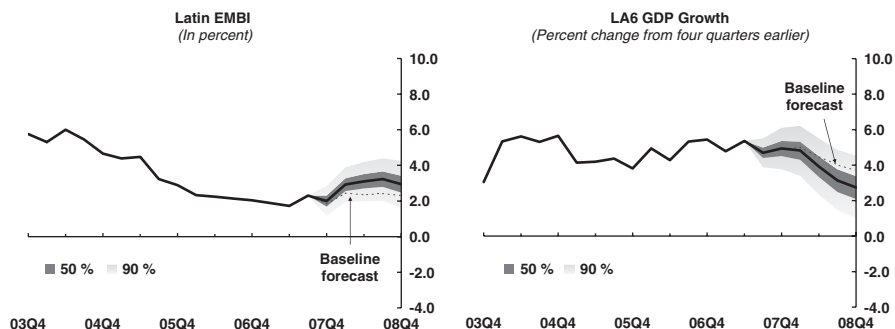 Latin EMBI
(In percent)
10.0
8.0
6.0
4.0
2.0
0.0
-2.0
-4.0
Baseline
forecast
50 % 90 %
03Q4 04Q4 05Q4 06Q4 07Q4 08Q4
LA6 GDP Growth
(Percent change from four quarters earlier)
10.0
8.0
6.0
4.0
2.0
0.0
-2.0
-4.0
Baseline
forecast
50 % 90 %
03Q4 04Q4 05Q4 06Q4 07Q4 08Q4